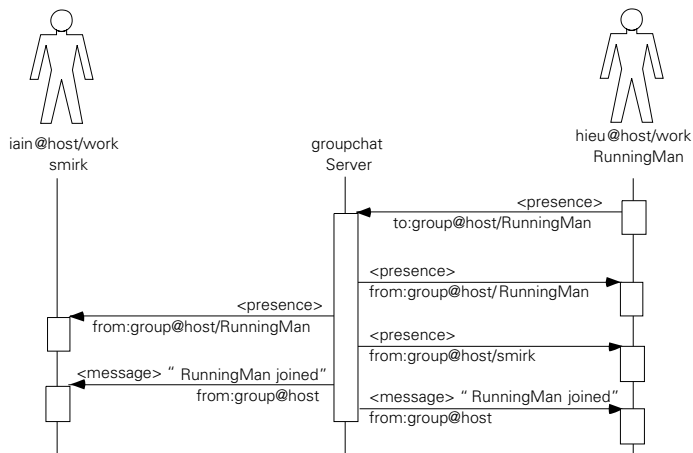 iain@host/work
smirk
groupchat
Server
hieu@host/work
RunningMan
<presence>
to:group@host/RunningMan
<presence>
from:group@host/RunningMan
<presence>
from:group@host/RunningMan
<presence>
from:group@host/smirk
<message> “ RunningMan joined”
from:group@host
<message> “ RunningMan joined”
from:group@host